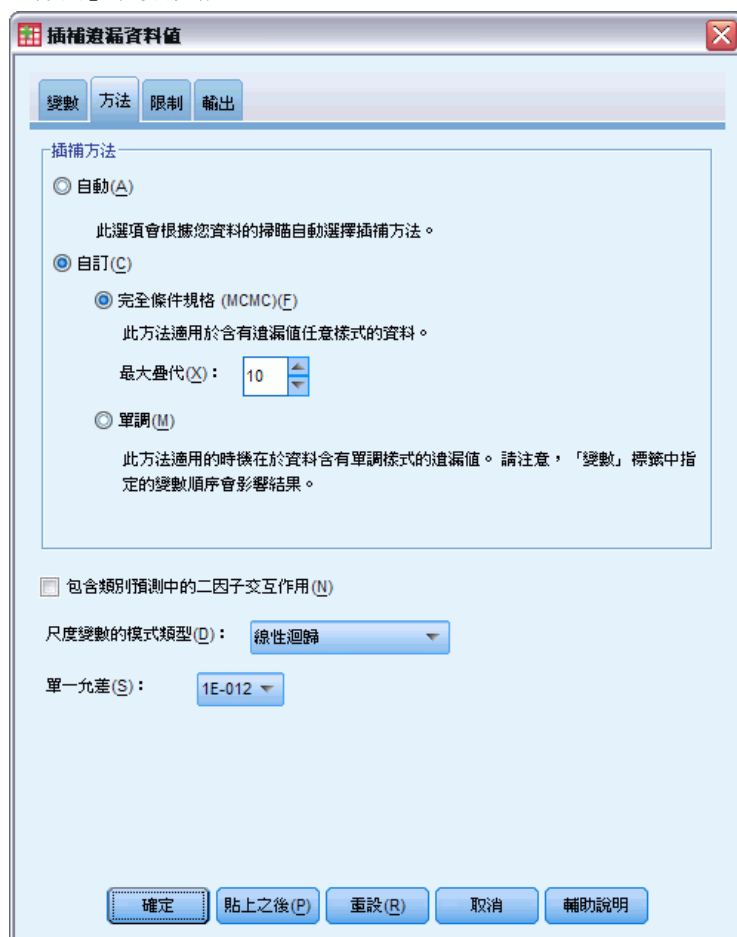 插補遺漏資料值
變數 方法 限制 輸出
插補方法
自動(A)
此選項會根據您資料的掃瞄自動選擇插補方法。
自訂(C)
完全條件規格 (MCMC)(F)
此方法適用於含有遺漏值任意樣式的資料。
最大疊代(X)： 10
單調(M)
此方法適用的時機在於資料含有單調樣式的遺漏值。請注意，「變數」標籤中指
定的變數順序會影響結果。
包含類別預測中的二因子交互作用(N)
尺度變數的模式類型(D)： 線性迴歸
單一允差(S)： 1E-012
確定 貼上之後(P) 重設(R) 取消 輔助說明